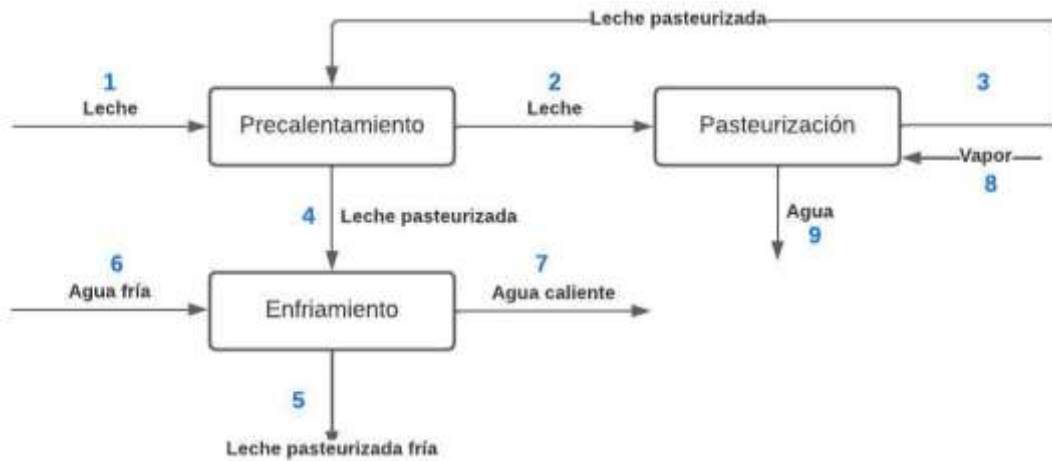 Leche pasteurizada
1
Leche
Precalentamiento
2
Leche
Pasteurización
3
Vapor
8
4
Leche pasteurizada
Agua
9
6
Agua fría
Enfriamiento
7
Agua caliente
5
Leche pasteurizada fría